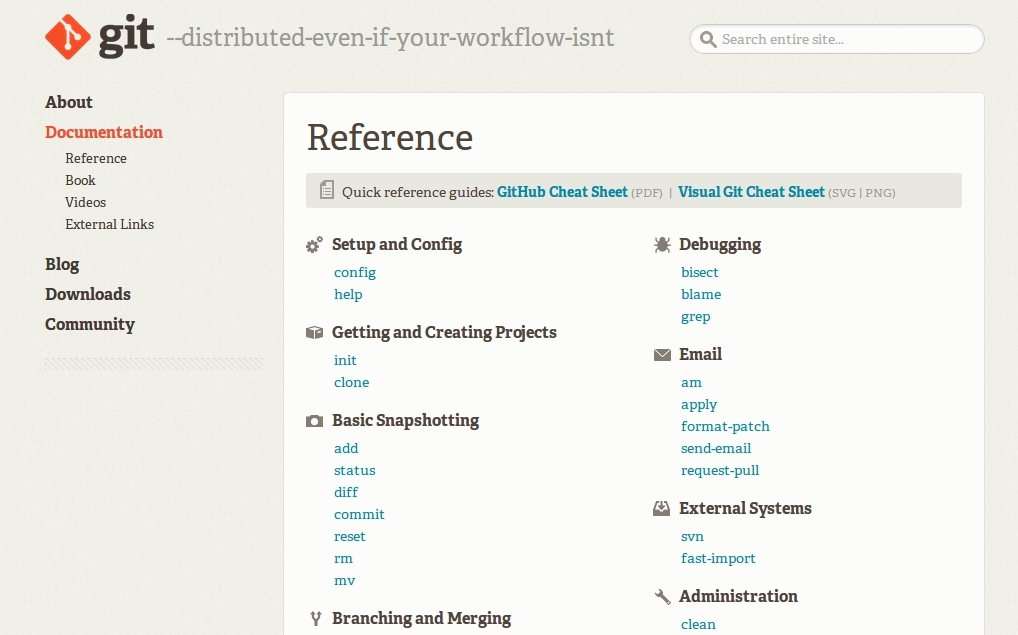 git --distributed-even-if-your-workflow-isnt
Search entire site...
About
Documentation
Reference
Book
Videos
External Links
Blog
Downloads
Community
Reference
Quick reference guides: GitHub Cheat Sheet (PDF) | Visual Git Cheat Sheet (SVG | PNG)
Setup and Config
config
help
Getting and Creating Projects
init
clone
Basic Snapshotting
add
status
diff
commit
reset
rm
mv
Branching and Merging
Debugging
bisect
blame
grep
Email
am
apply
format-patch
send-email
request-pull
External Systems
svn
fast-import
Administration
clean